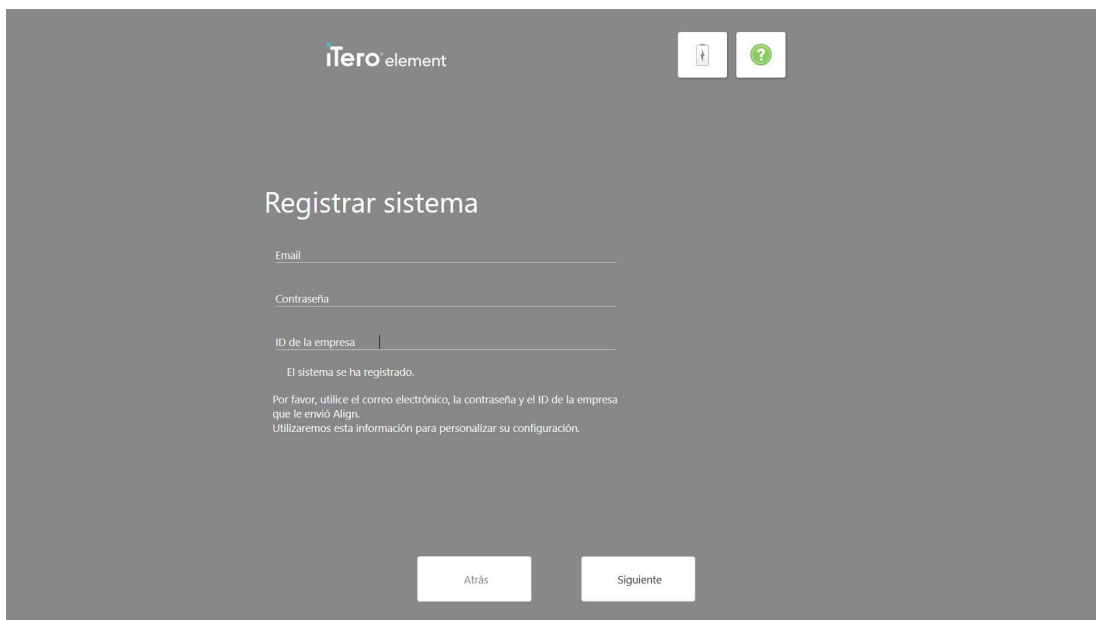 iTero element
?
Registrar sistema
Email
Contraseña
ID de la empresa
El sistema se ha registrado.
Por favor, utilice el correo electrónico, la contraseña y el ID de la empresa
que le envió Align.
Utilizaremos esta información para personalizar su configuración.
Atrás
Siguiente